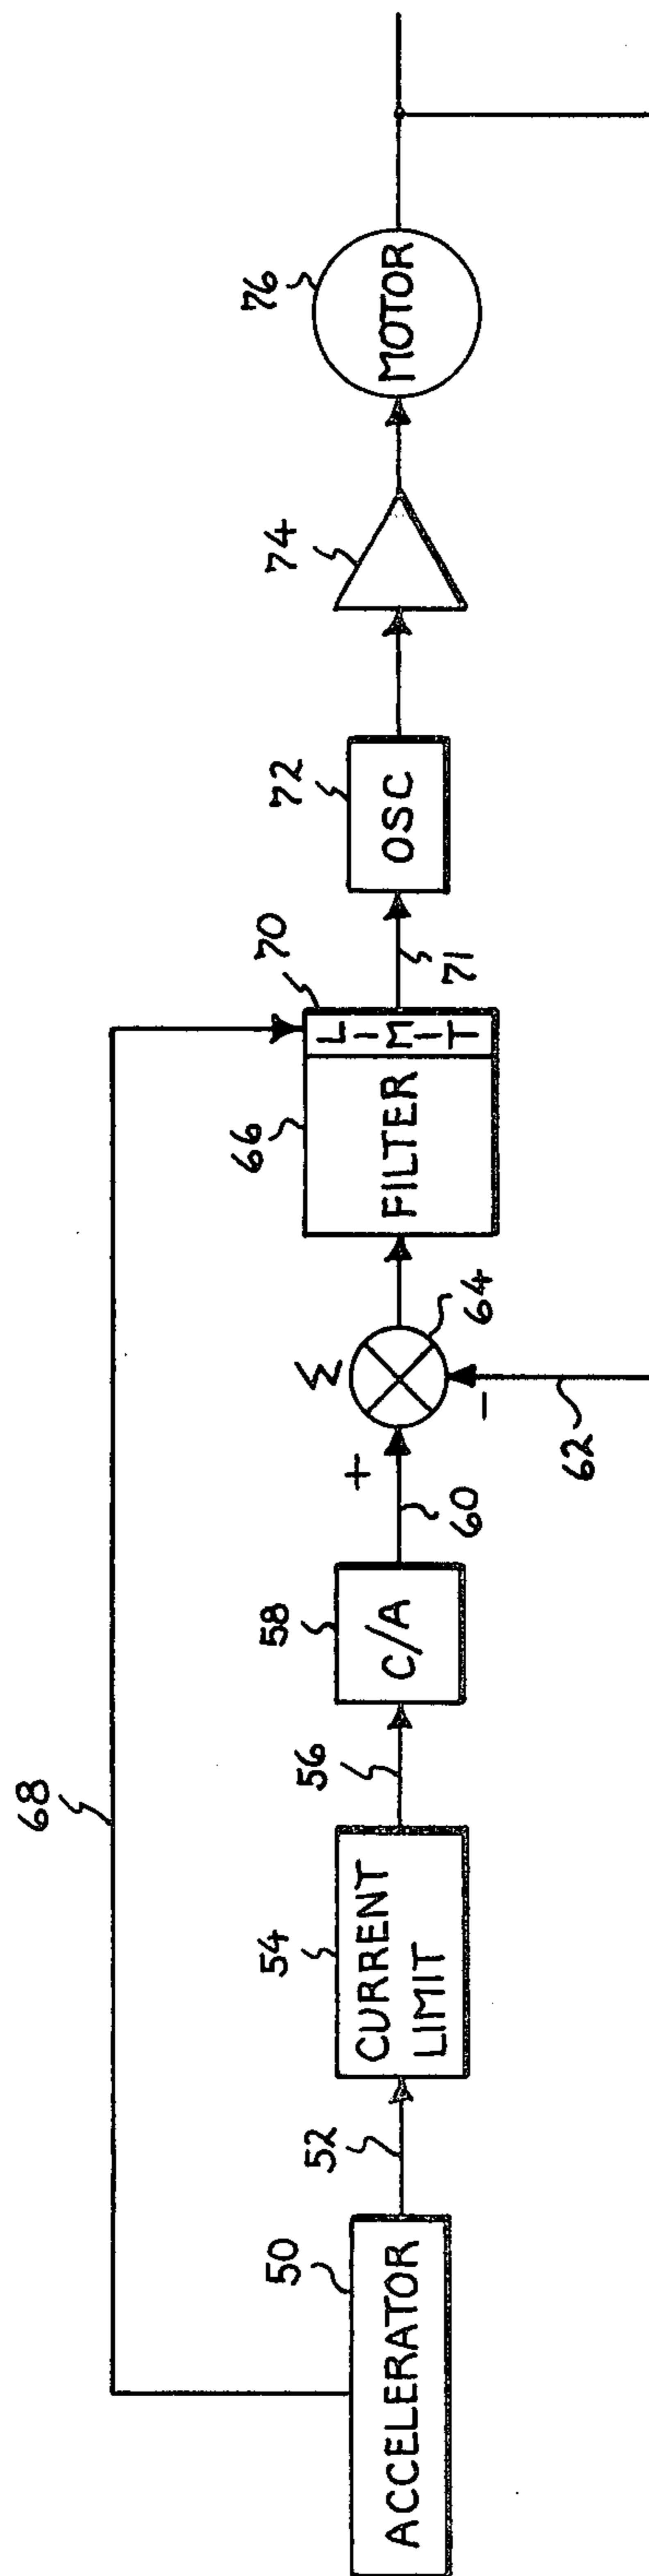 68
50
ACCELERATOR
52
54
CURRENT
LIMIT
56
58
C/A
60
+
Σ
-
64
62
66
FILTER
70
LIMIT
71
72
OSC
74
76
MOTOR